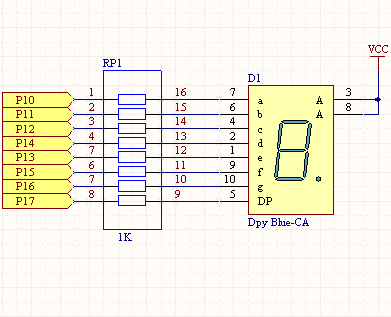 VCC
RP1
D1
P10 1 16 7 a A 3
P11 2 15 6 b A 8
P12 3 14 4 c
P14 4 13 2 d
P13 7 12 1 e
P15 6 11 9 f
P16 7 10 10 g
P17 8 9 5 DP
1K
Dpy Blue-CA